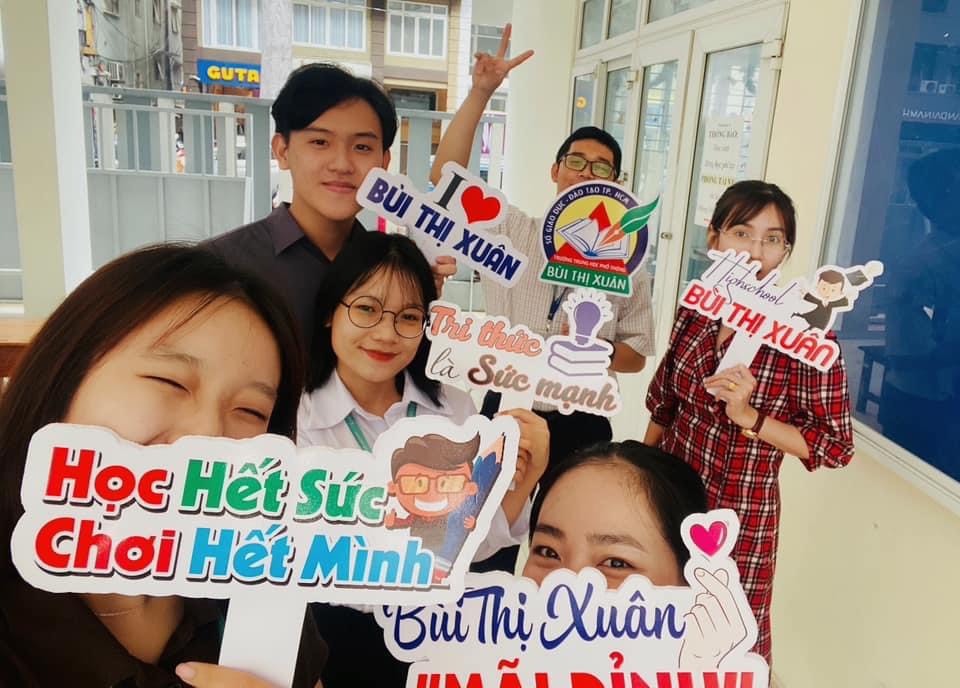 GUTA
I
BÙI THỊ XUÂN
SỞ GIÁO DỤC - ĐÀO TẠO TP. HCM
TRƯỜNG TRUNG HỌC PHỔ THÔNG
BÙI THỊ XUÂN
THÔNG BÁO
Highschool
BÙI THỊ XUÂN
Tri thức
là Sức mạnh
Học Hết Sức
Chơi Hết Mình
Bùi Thị Xuân
"MÃI ĐỈNH"